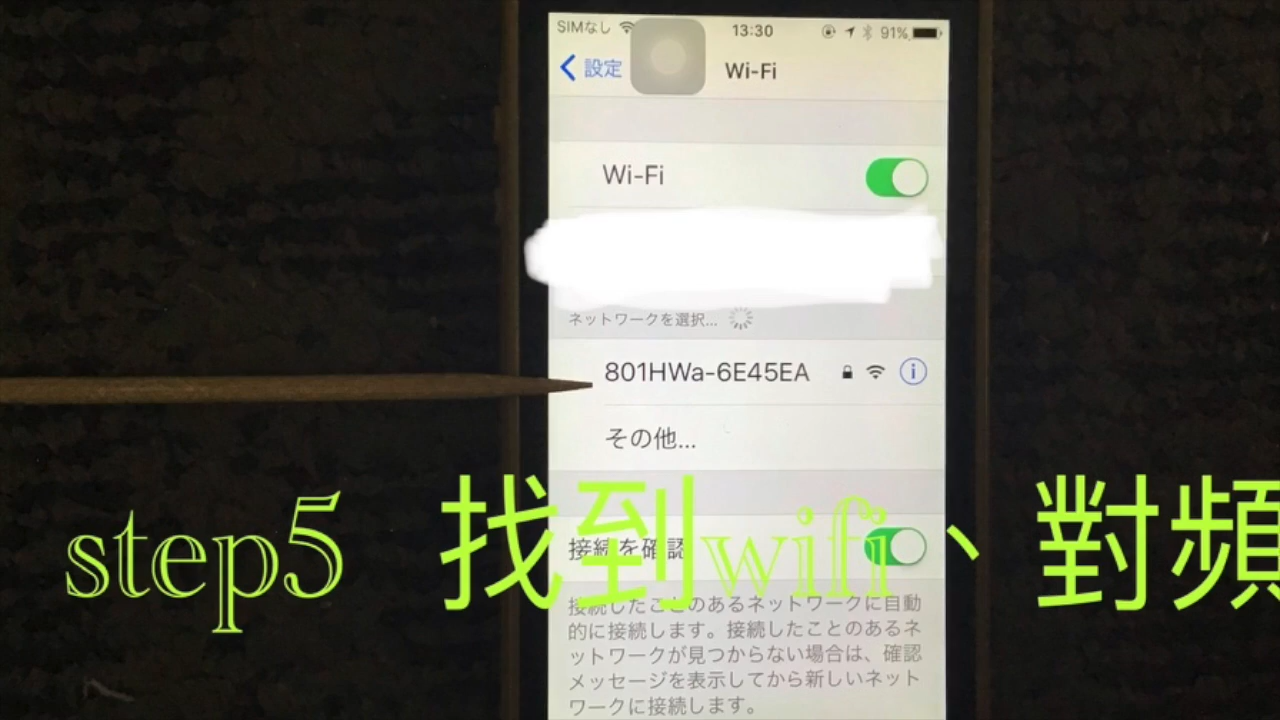 SIMなし 13:30 91%
設定 Wi-Fi
Wi-Fi
ネットワークを選択...
801HWa-6E45EA
その他...
step5 找到wifi、對頻
接続を確認
接続したことのあるネットワークに自動
的に接続します。接続したことのあるネ
ットワークが見つからない場合は、確認
メッセージを表示してから新しいネット
ワークに接続します。